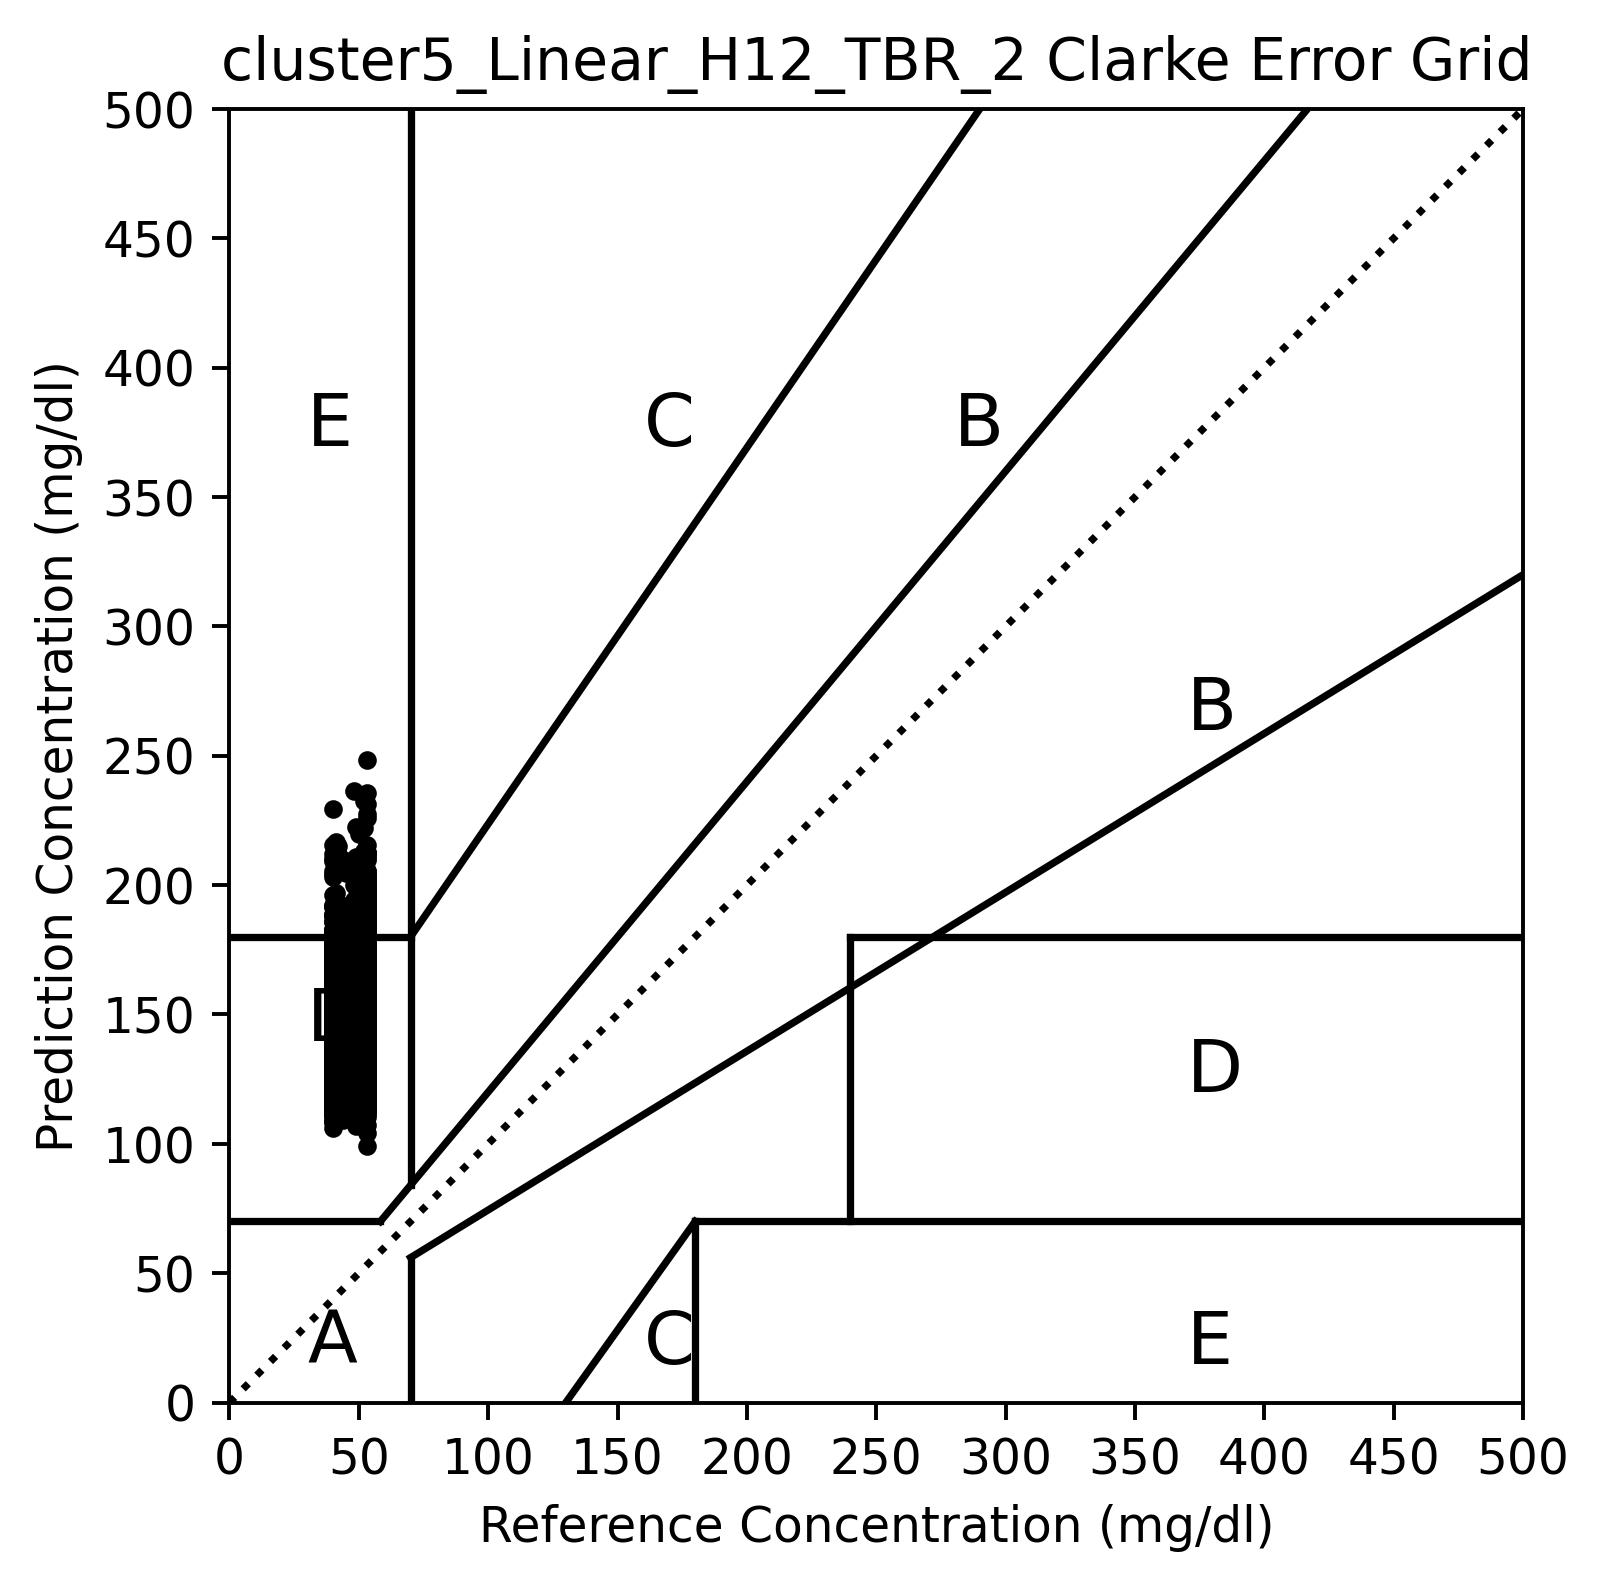 cluster5_Linear_H12_TBR_2 Clarke Error Grid
500
450
400
350
300
250
200
150
100
50
0
Prediction Concentration (mg/dl)
E
C
B
B
D
A
C
E
0 50 100 150 200 250 300 350 400 450 500
Reference Concentration (mg/dl)